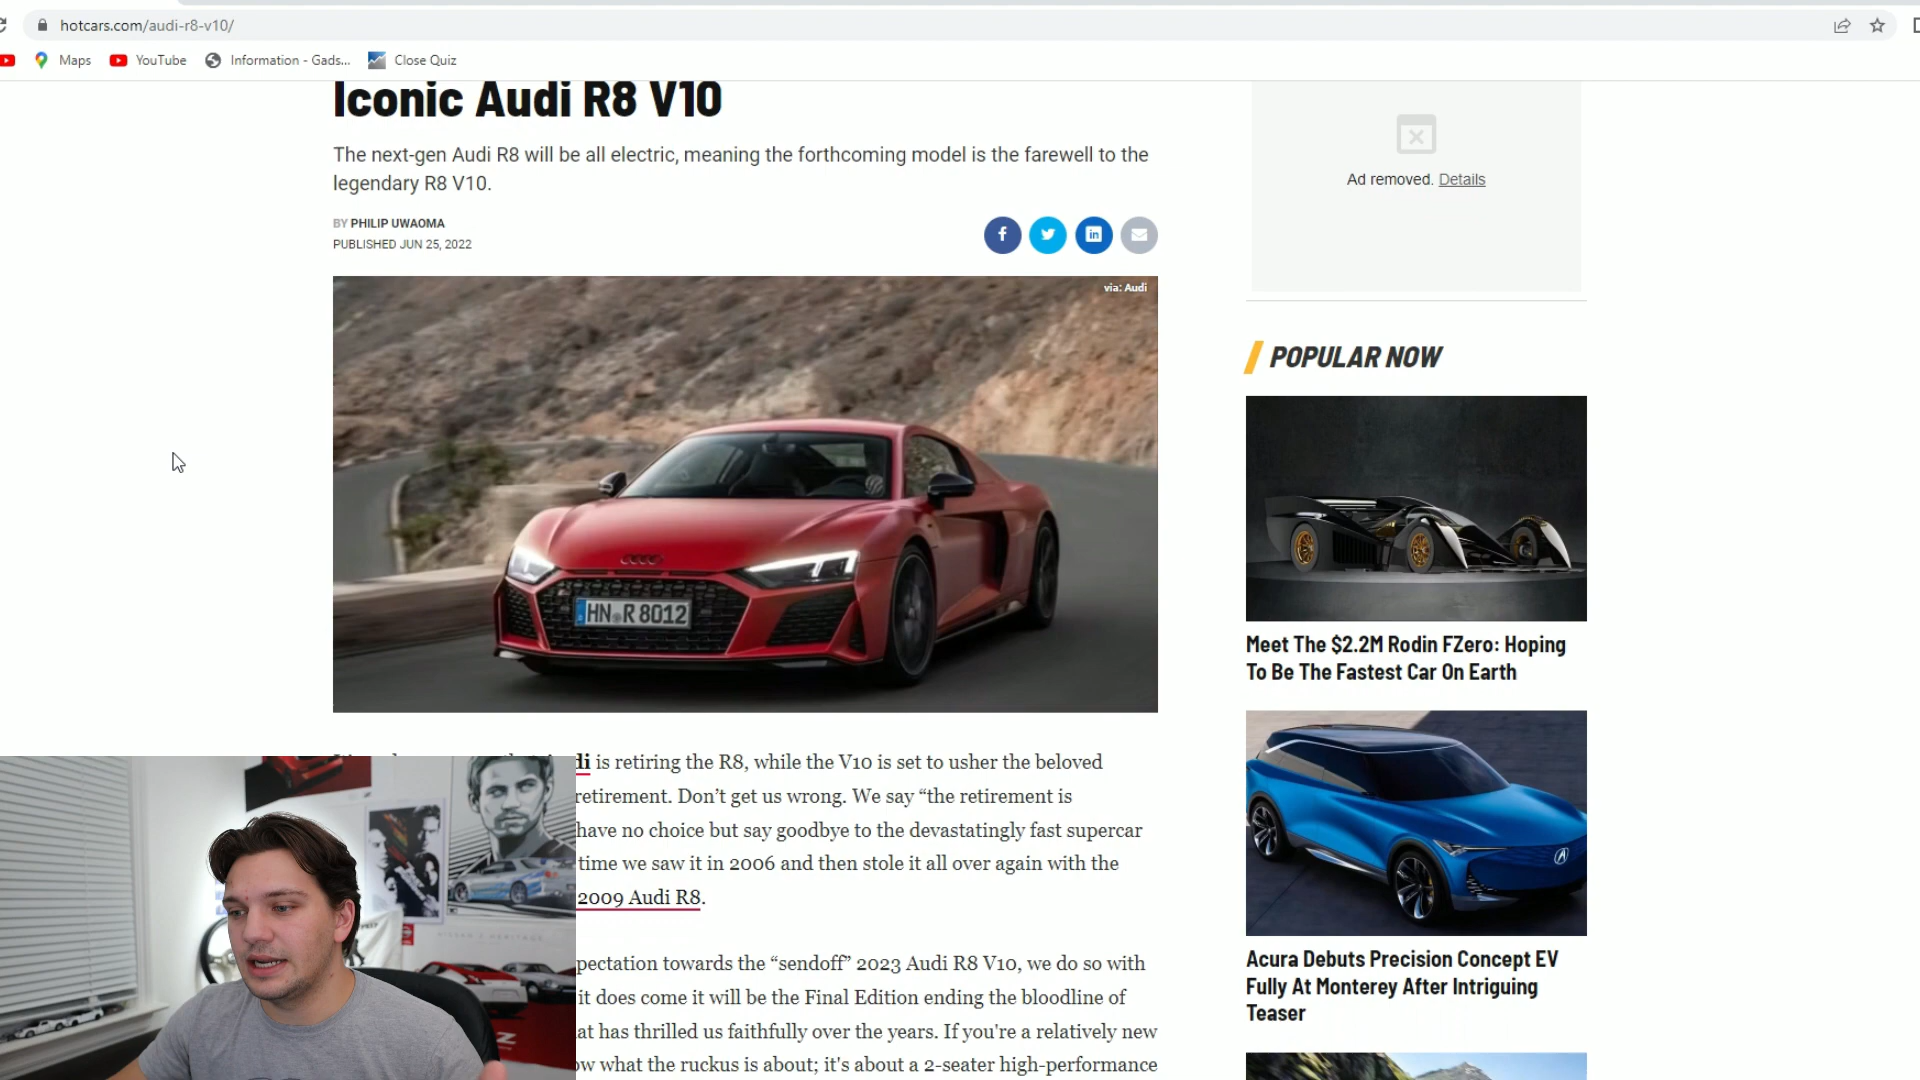 hotcars.com/audi-r8-v10/
Maps
YouTube
Information - Gads...
Close Quiz
Iconic Audi R8 V10
The next-gen Audi R8 will be all electric, meaning the forthcoming model is the farewell to the
legendary R8 V10.
BY PHILIP UWAOMA
PUBLISHED JUN 25, 2022
via: Audi
HN R 8012
di is retiring the R8, while the V10 is set to usher the beloved
retirement. Don’t get us wrong. We say “the retirement is
have no choice but say goodbye to the devastatingly fast supercar
time we saw it in 2006 and then stole it all over again with the
2009 Audi R8.
pectation towards the “sendoff” 2023 Audi R8 V10, we do so with
it does come it will be the Final Edition ending the bloodline of
at has thrilled us faithfully over the years. If you're a relatively new
ow what the ruckus is about; it's about a 2-seater high-performance
Ad removed. Details
POPULAR NOW
Meet The $2.2M Rodin FZero: Hoping
To Be The Fastest Car On Earth
Acura Debuts Precision Concept EV
Fully At Monterey After Intriguing
Teaser